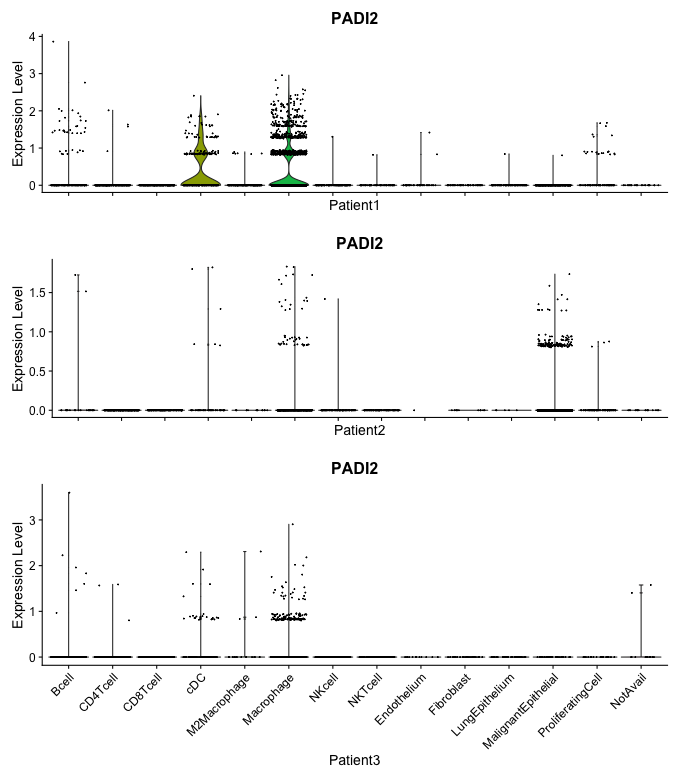 PADI2
Expression Level
4
3
2
1
0
Patient1
PADI2
Expression Level
1.5
1.0
0.5
0.0
Patient2
PADI2
Expression Level
3
2
1
0
Bcell
CD4Tcell
CD8Tcell
cDC
M2Macrophage
Macrophage
NKcell
NKTcell
Endothelium
Fibroblast
LungEpithelium
MalignantEpithelial
ProliferatingCell
NotAvail
Patient3